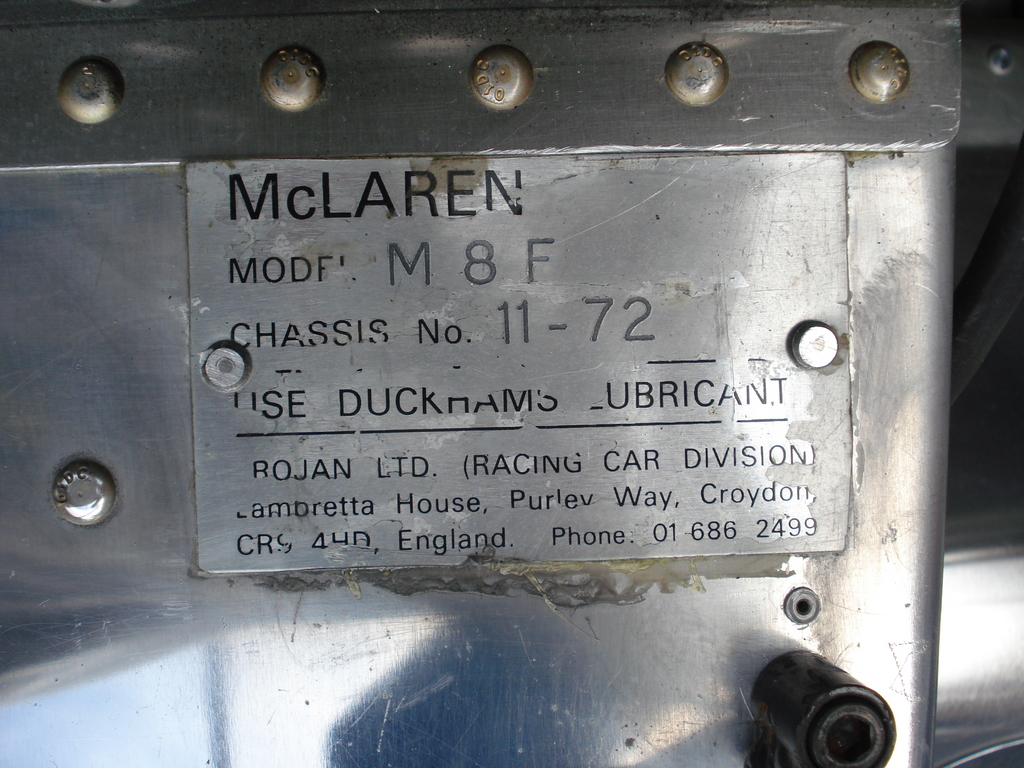 McLAREN
MODEL M 8 F
CHASSIS No. 11-72
USE DUCKHAMS LUBRICANT
ROJAN LTD. (RACING CAR DIVISION)
Lambretta House, Purley Way, Croydon,
CR9 4HD, England. Phone: 01-686 2499